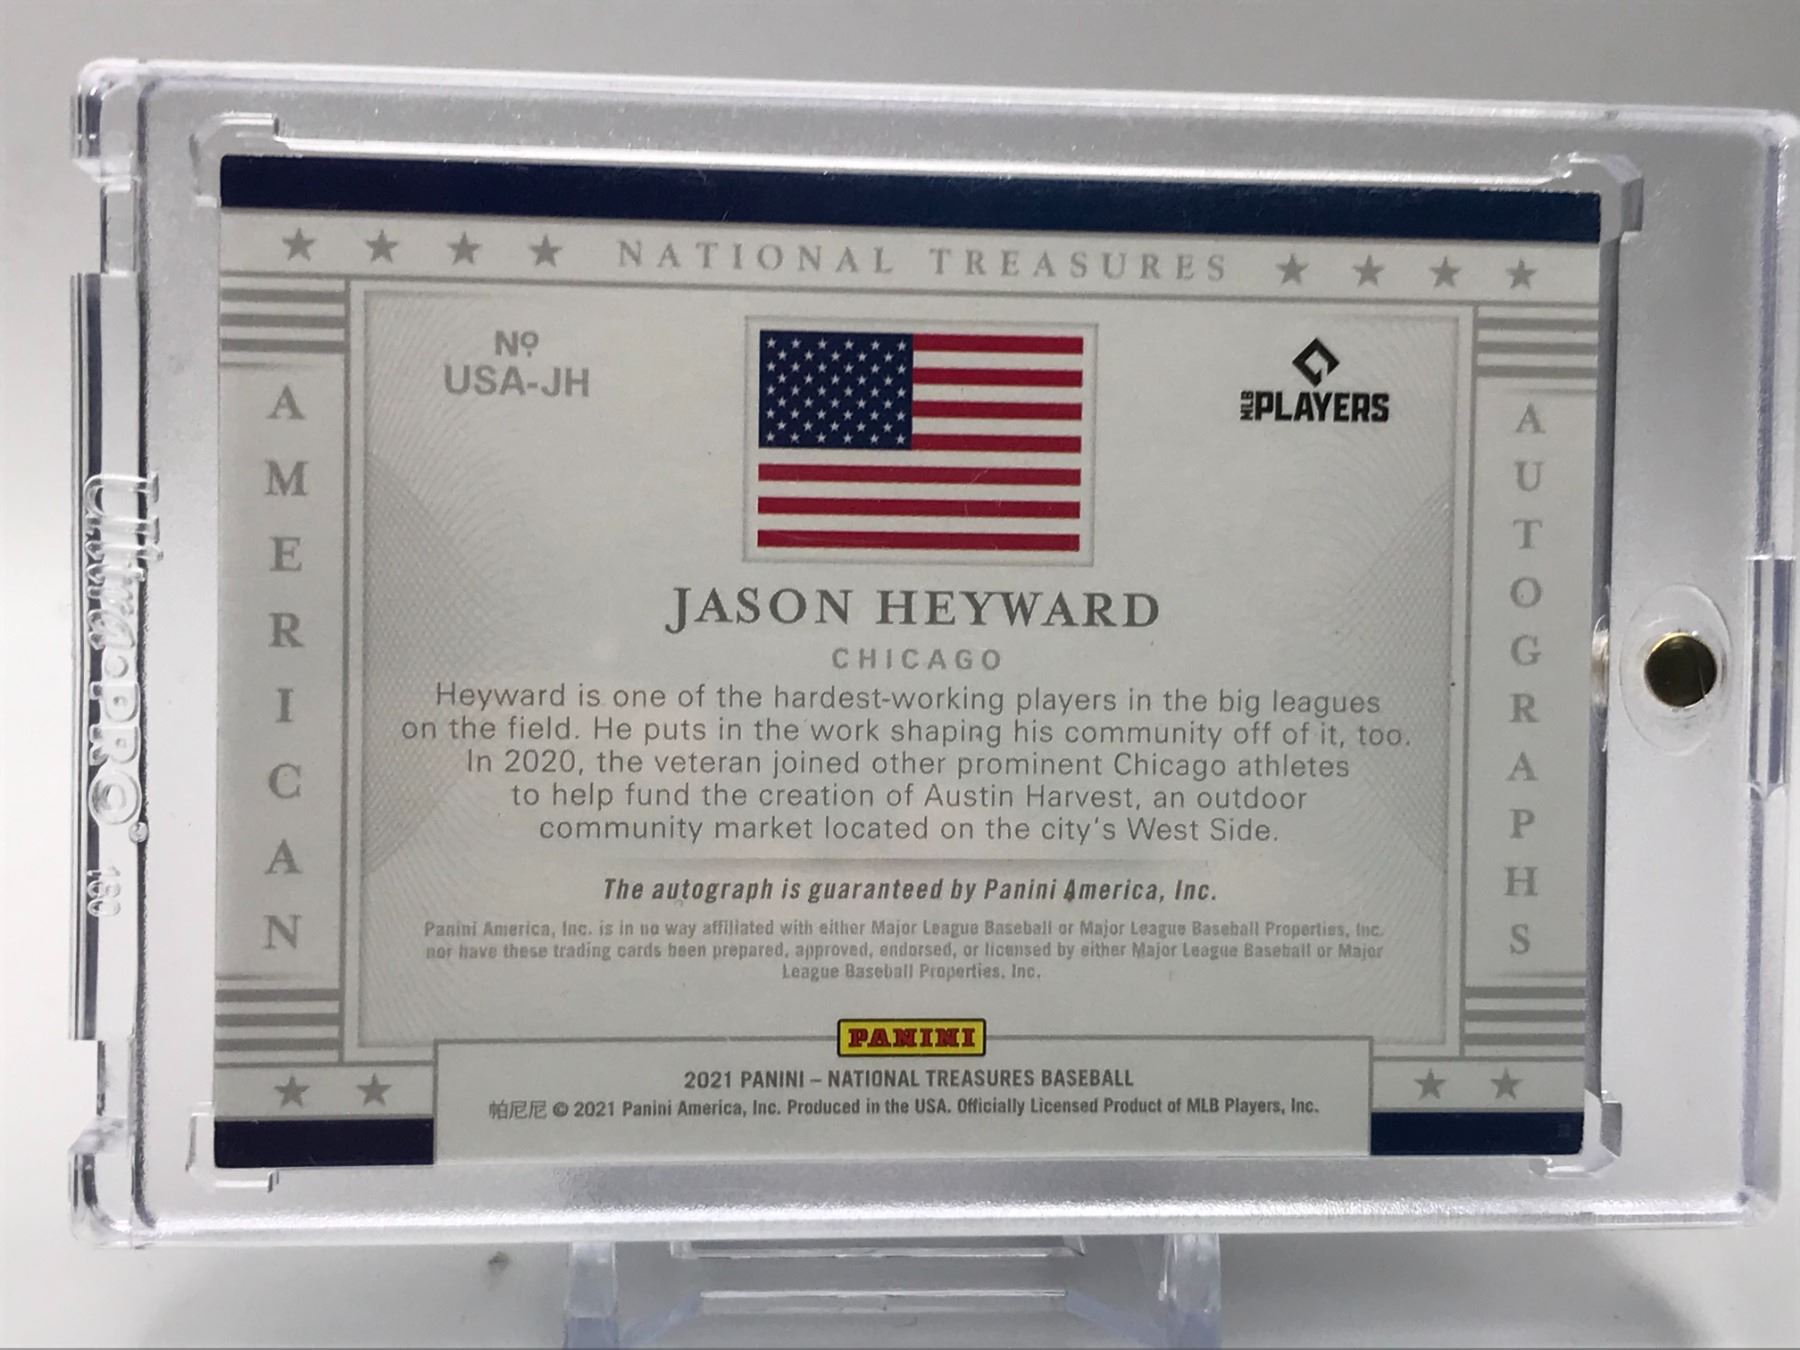 NATIONAL TREASURES
Nº
USA-JH
MLB PLAYERS
AMERICAN
AUTOGRAPHS
JASON HEYWARD
CHICAGO
Heyward is one of the hardest-working players in the big leagues
on the field. He puts in the work shaping his community off of it, too.
In 2020, the veteran joined other prominent Chicago athletes
to help fund the creation of Austin Harvest, an outdoor
community market located on the city's West Side.
The autograph is guaranteed by Panini America, Inc.
Panini America, Inc. is in no way affiliated with either Major League Baseball or Major League Baseball Properties, Inc.
nor have these trading cards been prepared, approved, endorsed, or licensed by either Major League Baseball or Major
League Baseball Properties, Inc.
PANINI
2021 PANINI – NATIONAL TREASURES BASEBALL
帕尼尼 © 2021 Panini America, Inc. Produced in the USA. Officially Licensed Product of MLB Players, Inc.
Ultra•PRO®